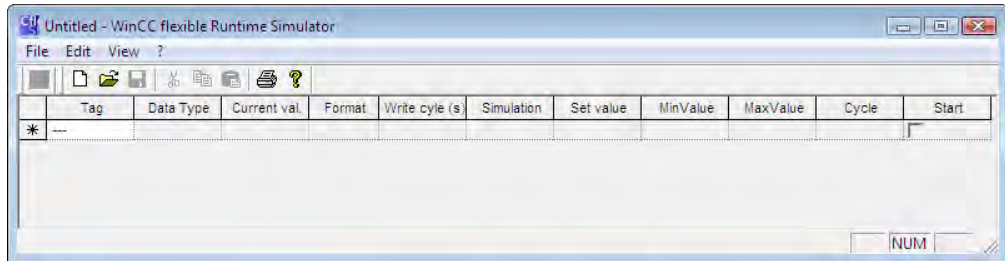 Untitled - WinCC flexible Runtime Simulator
File Edit View ?
Tag Data Type Current val. Format Write cyle (s) Simulation Set value MinValue MaxValue Cycle Start
* ---
NUM